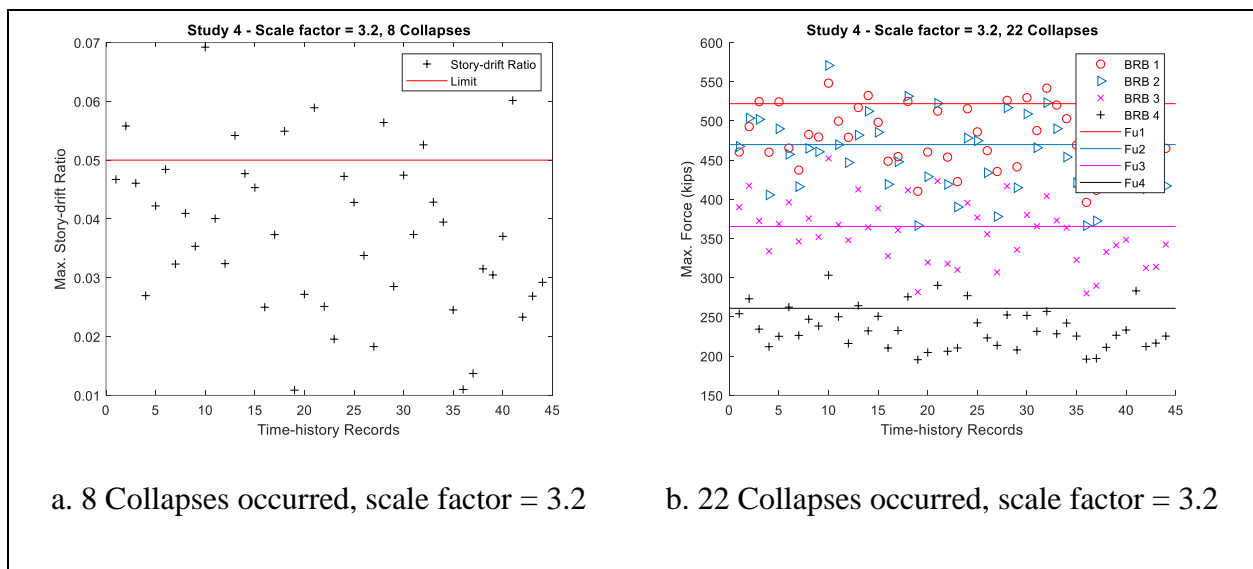 Study 4 - Scale factor = 3.2, 8 Collapses
Max. Story-drift Ratio
0.07
0.06
0.05
0.04
0.03
0.02
0.01
0
5
10
15
20
25
30
35
40
45
Time-history Records
Story-drift Ratio
Limit
a. 8 Collapses occurred, scale factor = 3.2
Study 4 - Scale factor = 3.2, 22 Collapses
Max. Force (kips)
600
550
500
450
400
350
300
250
200
150
0
5
10
15
20
25
30
35
40
45
Time-history Records
BRB 1
BRB 2
BRB 3
BRB 4
Fu1
Fu2
Fu3
Fu4
b. 22 Collapses occurred, scale factor = 3.2